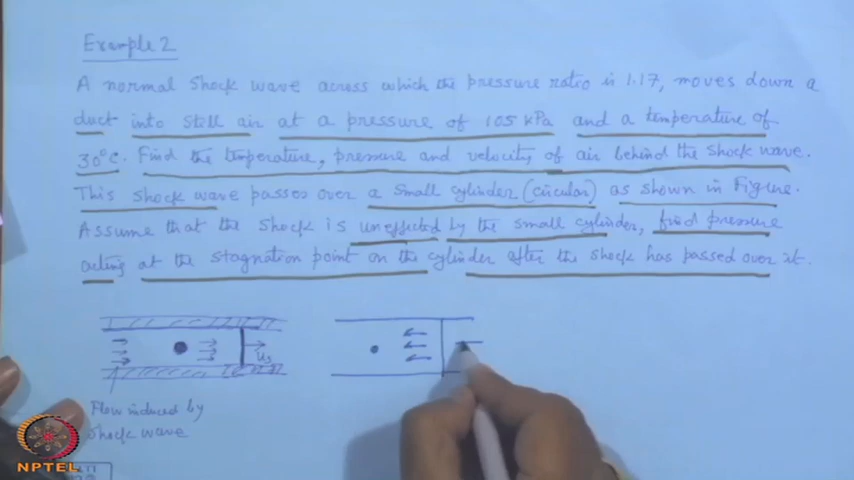 Example 2
A normal Shock wave across which the pressure ratio is 1.17, moves down a
duct into still air at a pressure of 105 kPa and a temperature of
30°C. Find the temperature, pressure and velocity of air behind the shock wave.
This shock wave passes over a small cylinder (circular) as shown in Figure.
Assume that the shock is uneffected by the small cylinder, find pressure
acting at the stagnation point on the cylinder after the shock has passed over it.
Us
Flow induced by
Shock wave
NPTEL